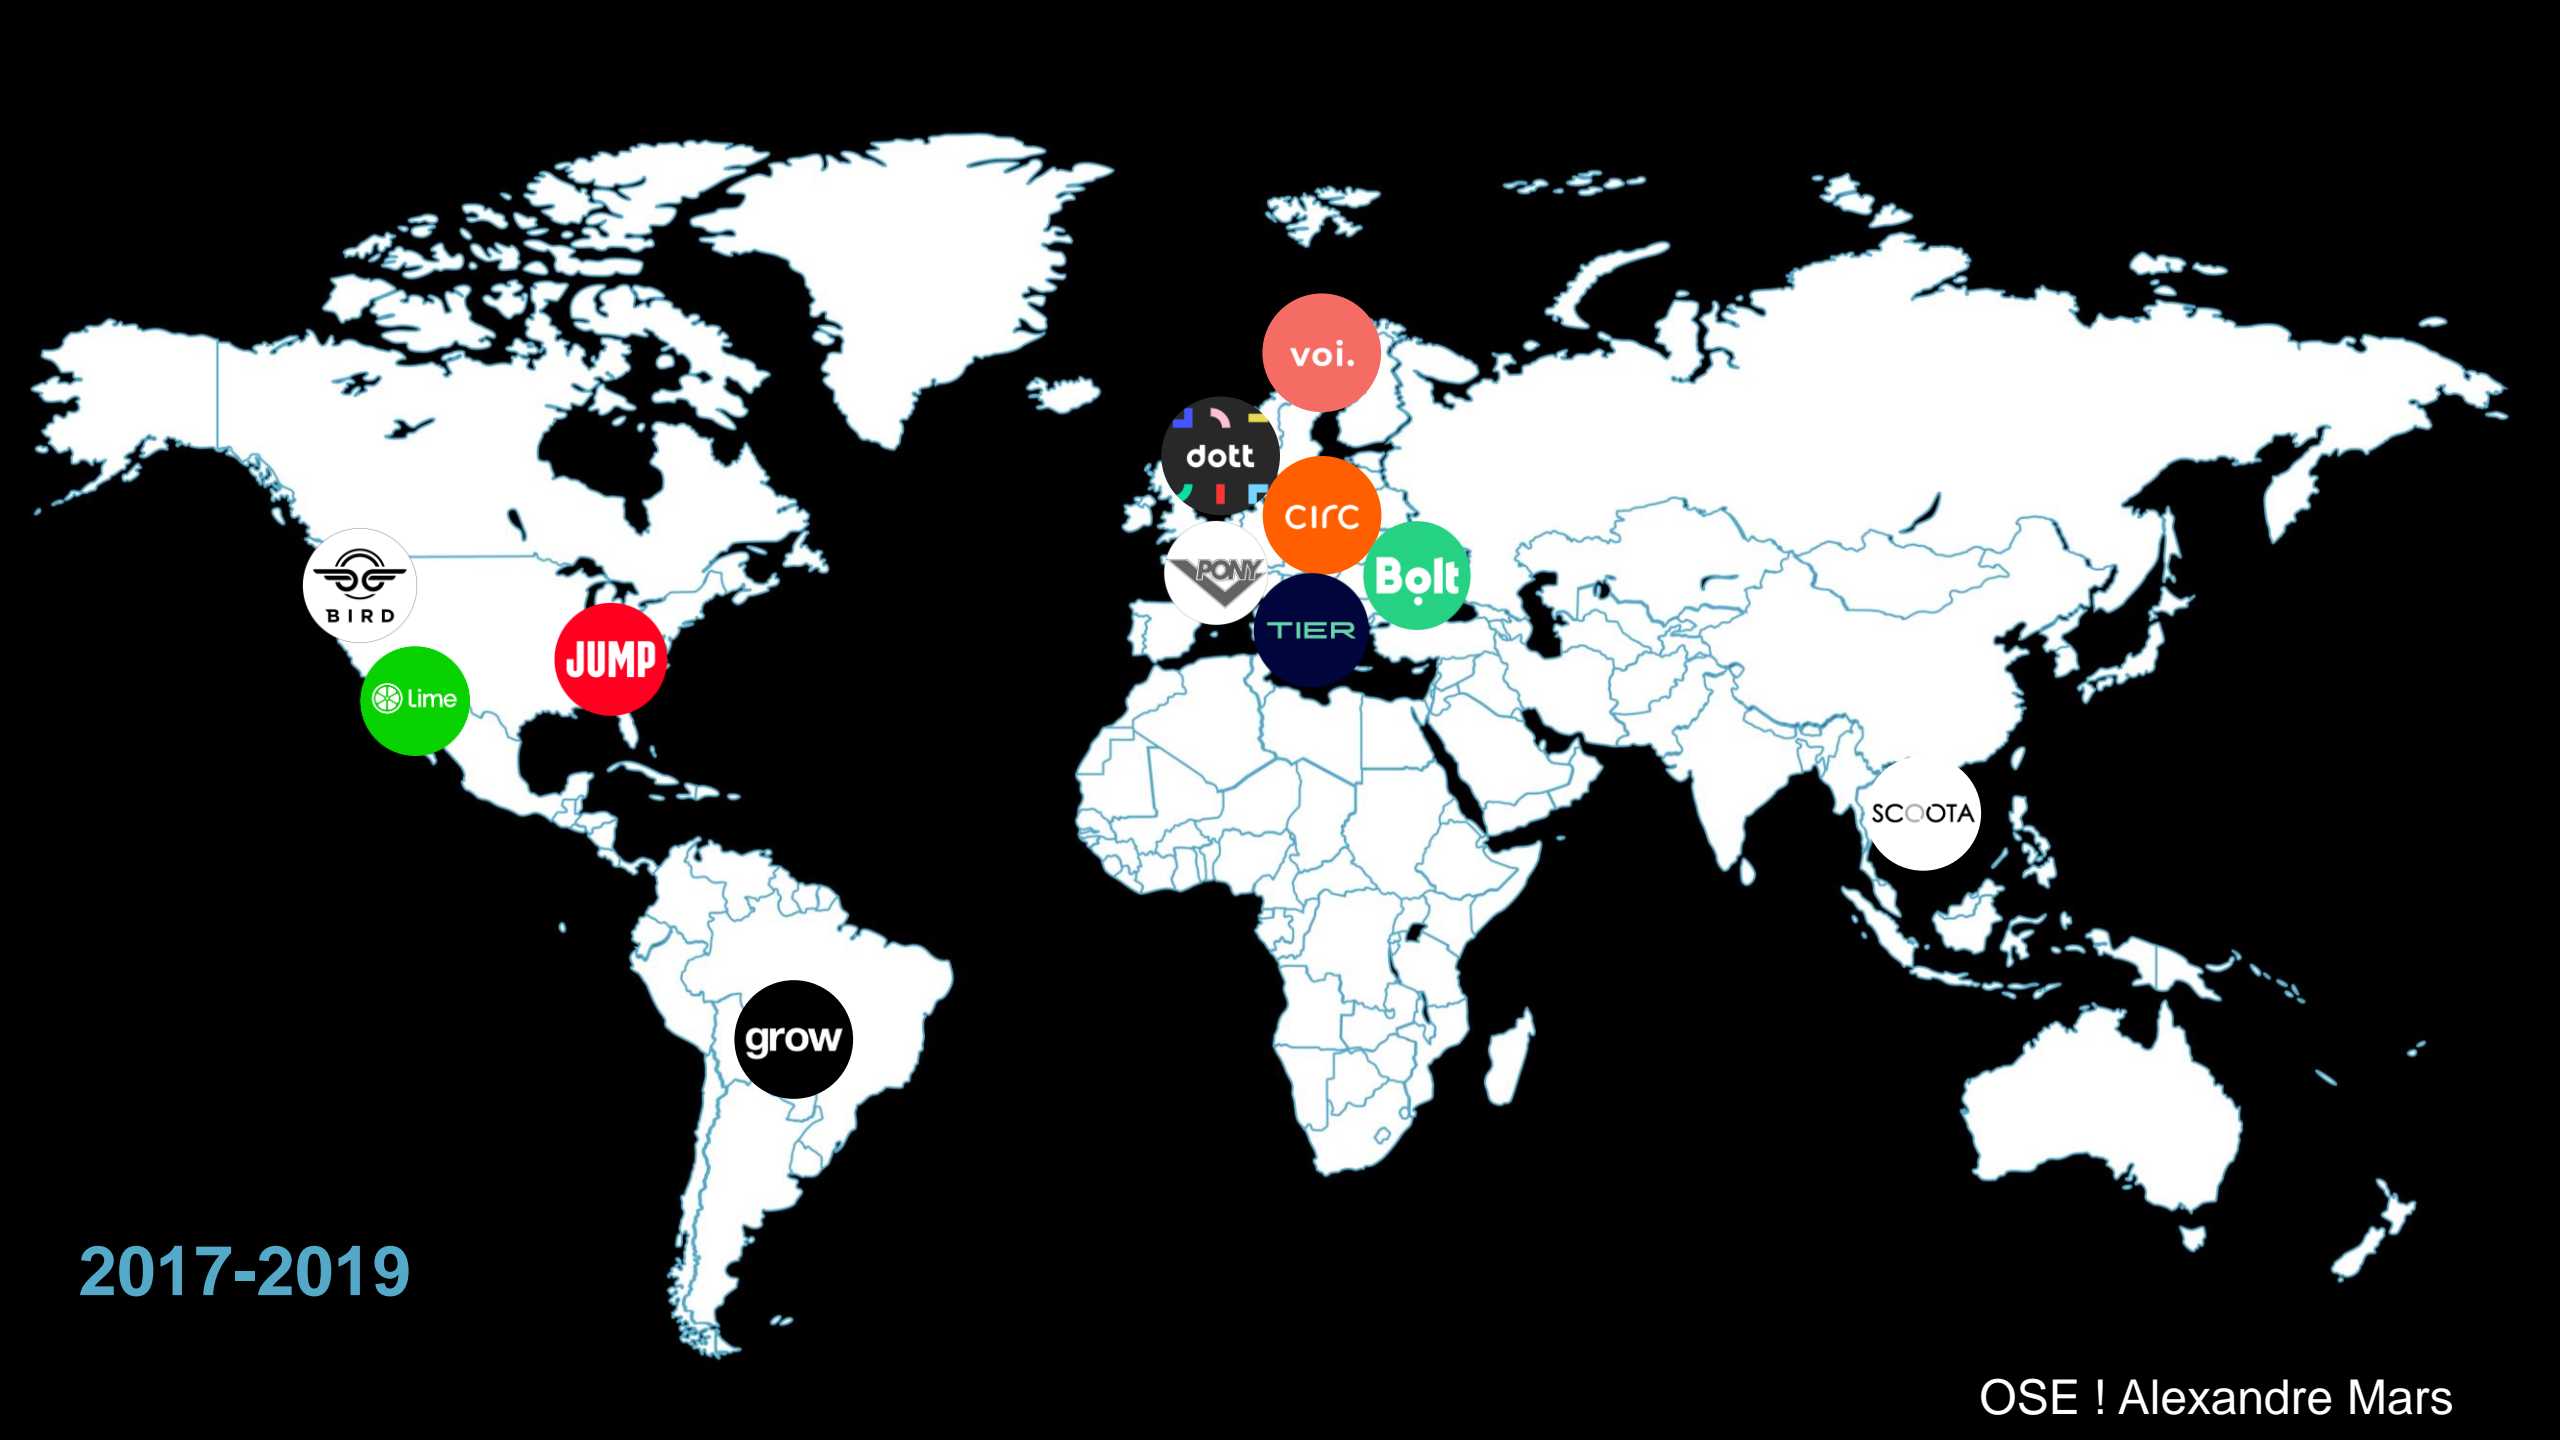 voi.
dott
circ
PONY
Bolt
TIER
BIRD
JUMP
Lime
SCOOTA
grow
2017-2019
OSE ! Alexandre Mars